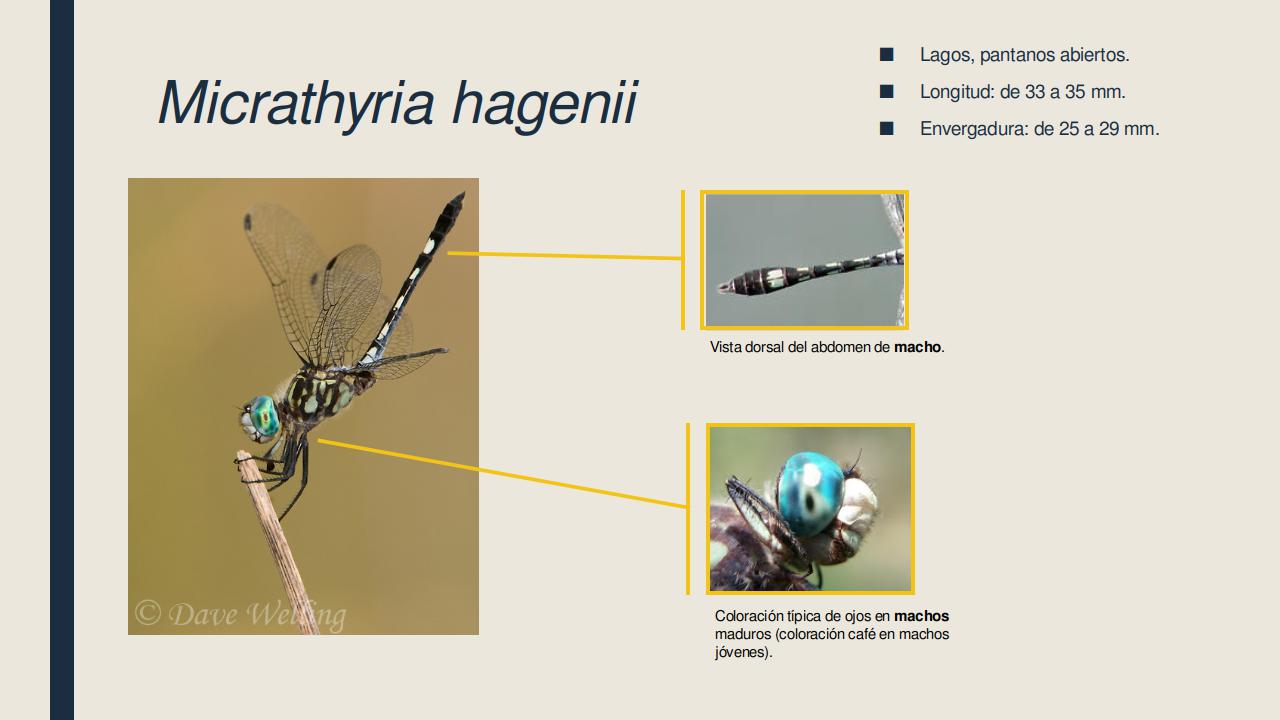 Micrathyria hagenii
■ Lagos, pantanos abiertos.
■ Longitud: de 33 a 35 mm.
■ Envergadura: de 25 a 29 mm.
Vista dorsal del abdomen de macho.
© Dave Welling
Coloración típica de ojos en machos
maduros (coloración café en machos
jóvenes).